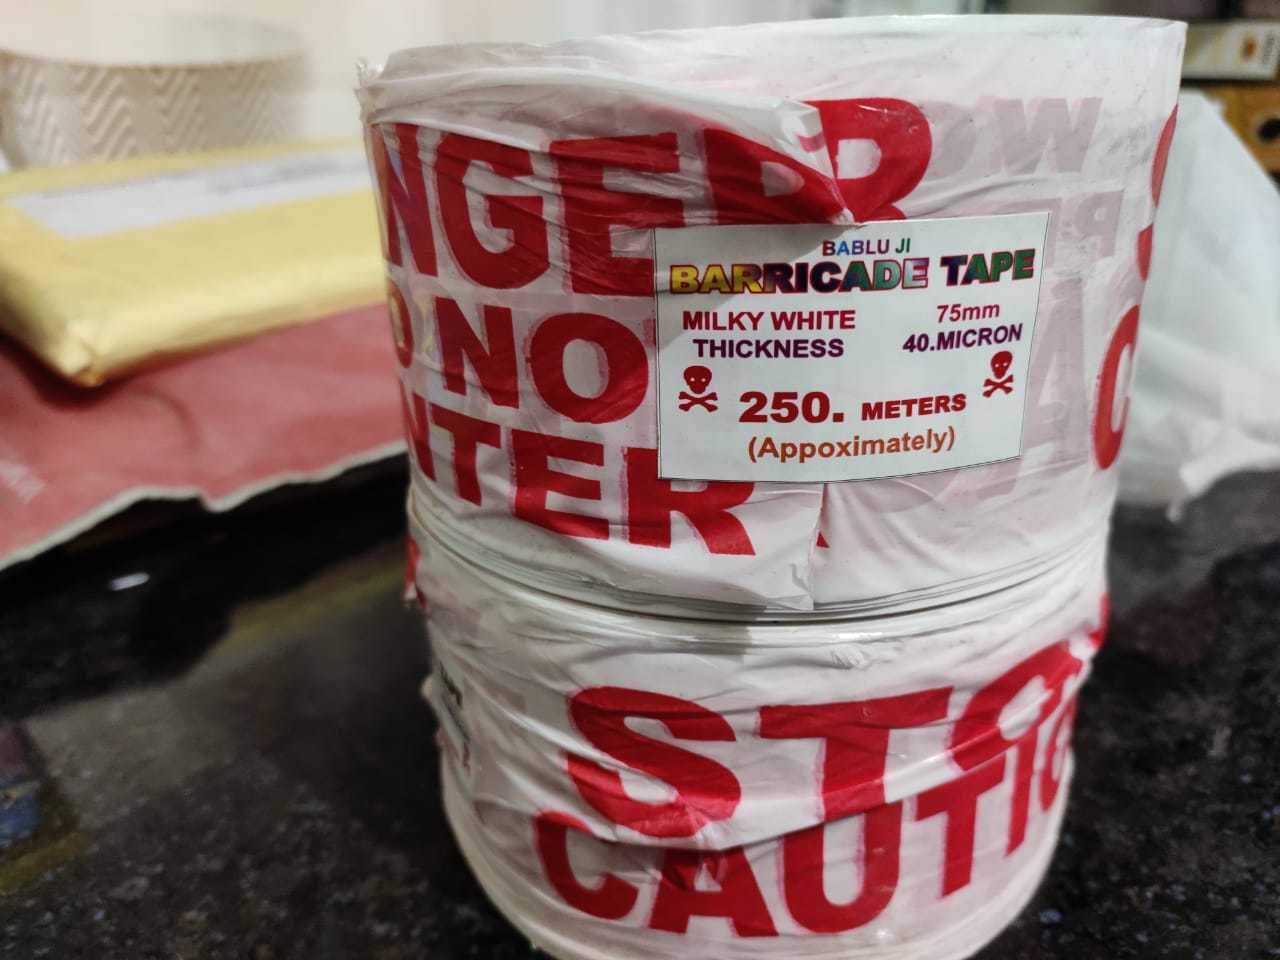 NGER
NO
NTER
BABLU JI
BARRICADE TAPE
MILKY WHITE
THICKNESS
75mm
40.MICRON
250. METERS
(Appoximately)
STO
CAUTIO